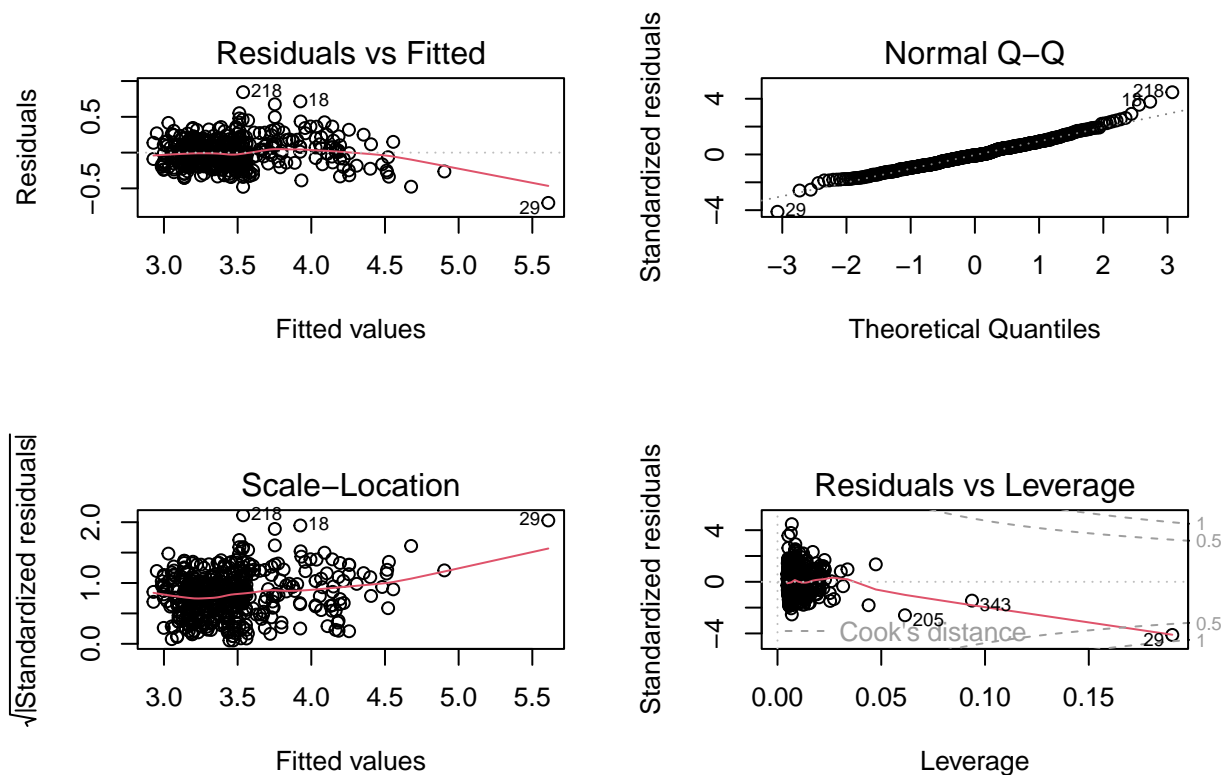 Residuals vs Fitted
Residuals
0.5
−0.5
218
18
29
3.0 3.5 4.0 4.5 5.0 5.5
Fitted values
Normal Q−Q
Standardized residuals
4
0
−4
218
18
29
−3 −2 −1 0 1 2 3
Theoretical Quantiles
Scale−Location
√|Standardized residuals|
2.0
1.0
0.0
218
18
29
3.0 3.5 4.0 4.5 5.0 5.5
Fitted values
Residuals vs Leverage
Standardized residuals
4
0
−4
1
0.5
0.5
1
343
205
29
Cook's distance
0.00 0.05 0.10 0.15
Leverage